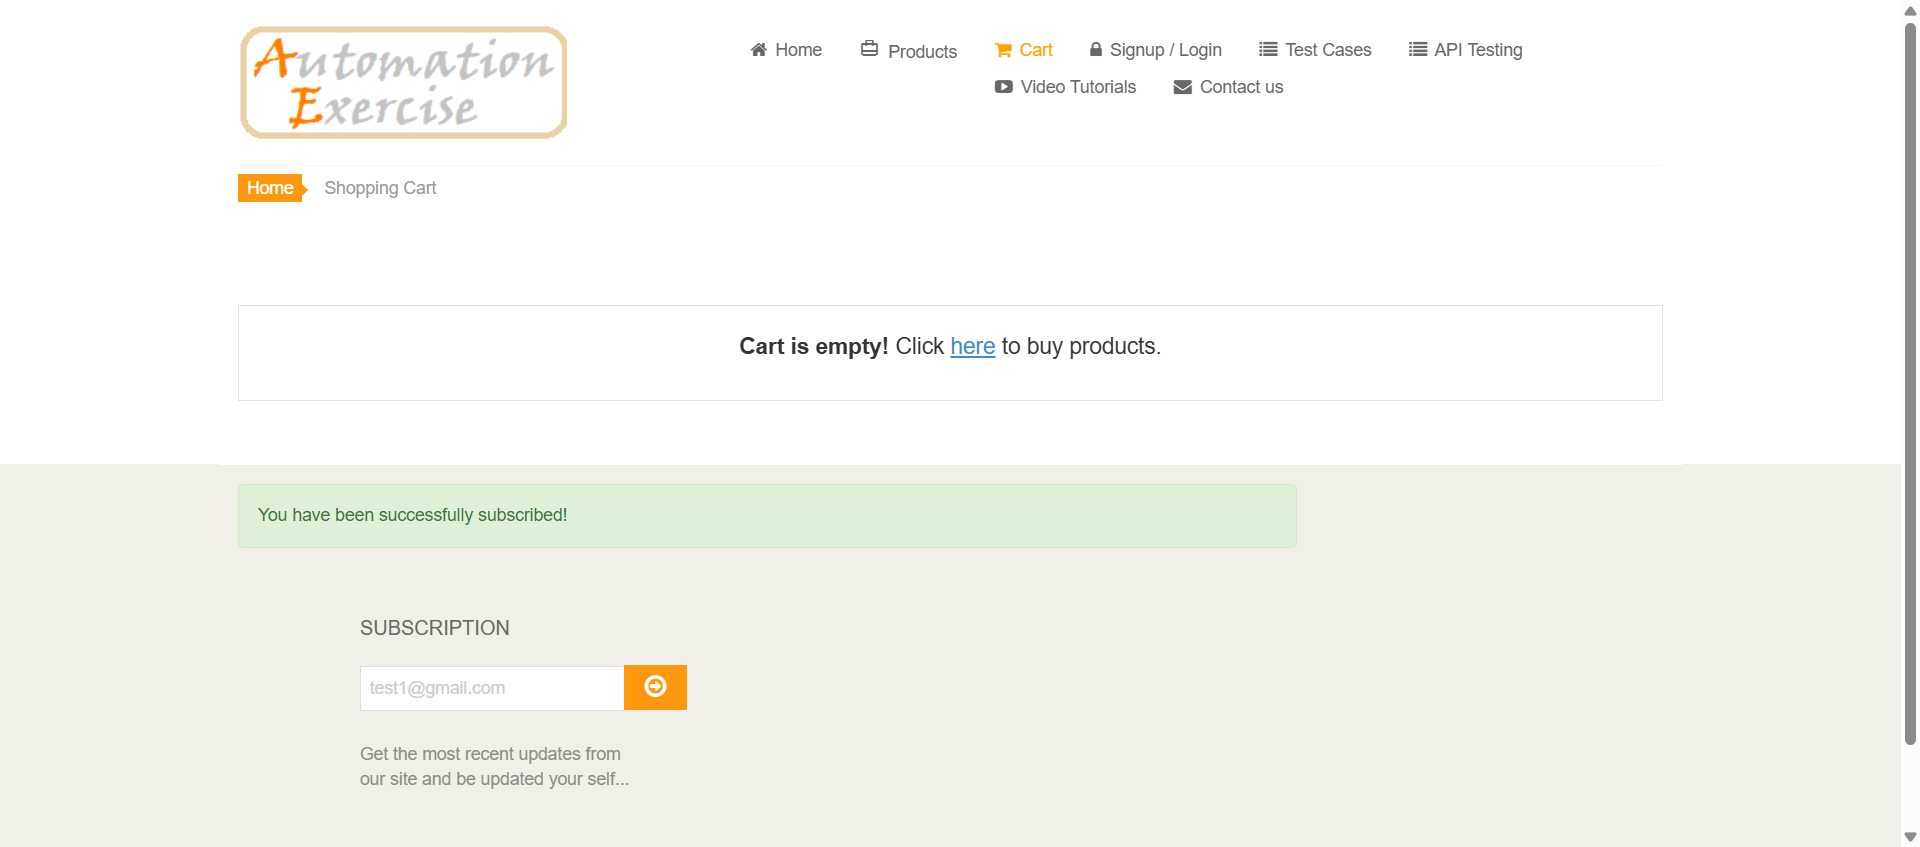 Automation
Exercise
Home Products Cart Signup / Login Test Cases API Testing
Video Tutorials Contact us
Home Shopping Cart
Cart is empty! Click here to buy products.
You have been successfully subscribed!
SUBSCRIPTION
test1@gmail.com
Get the most recent updates from
our site and be updated your self...